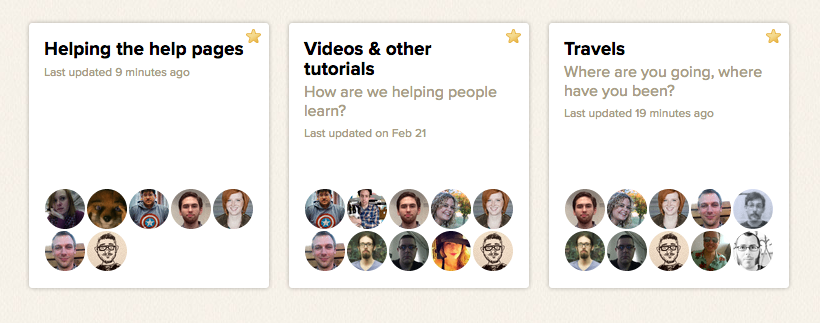 Helping the help pages
Last updated 9 minutes ago
Videos & other
tutorials
How are we helping people
learn?
Last updated on Feb 21
Travels
Where are you going, where
have you been?
Last updated 19 minutes ago